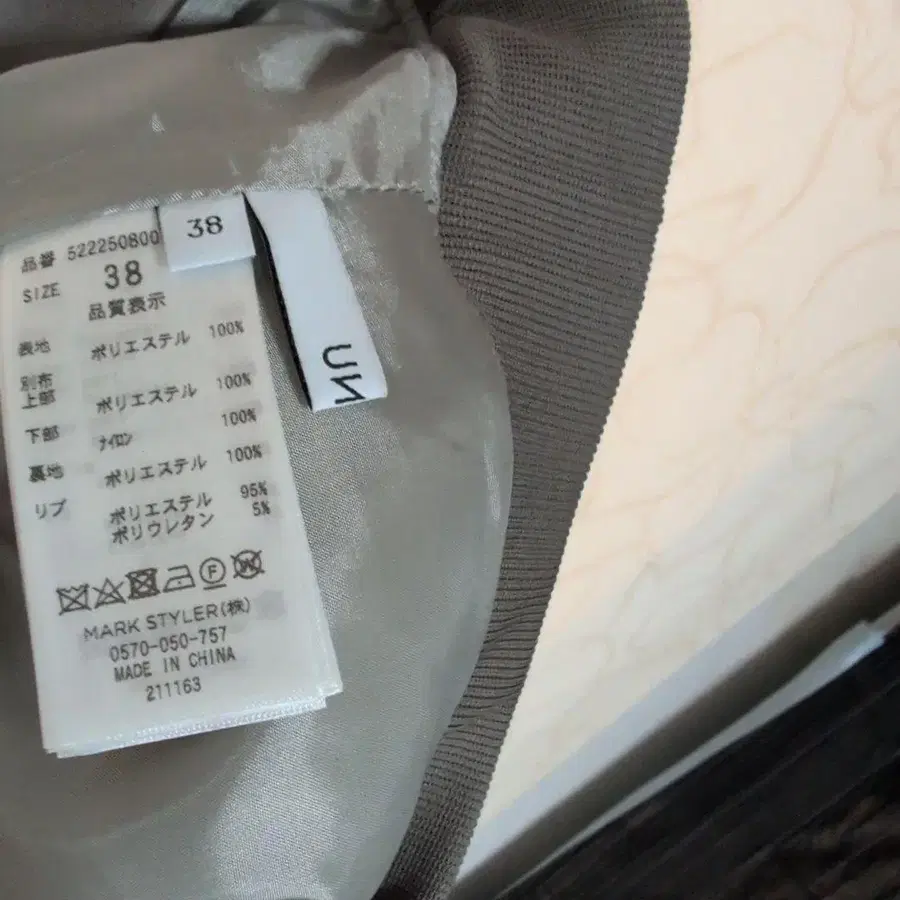 品番 522250800
SIZE 38
品質表示
表地 ポリエステル 100%
別布
上部 ポリエステル 100%
下部 ナイロン 100%
裏地 ポリエステル 100%
リブ ポリエステル 95%
ポリウレタン 5%
F
W
MARK STYLER(株)
0570-050-757
MADE IN CHINA
211163
38
UN